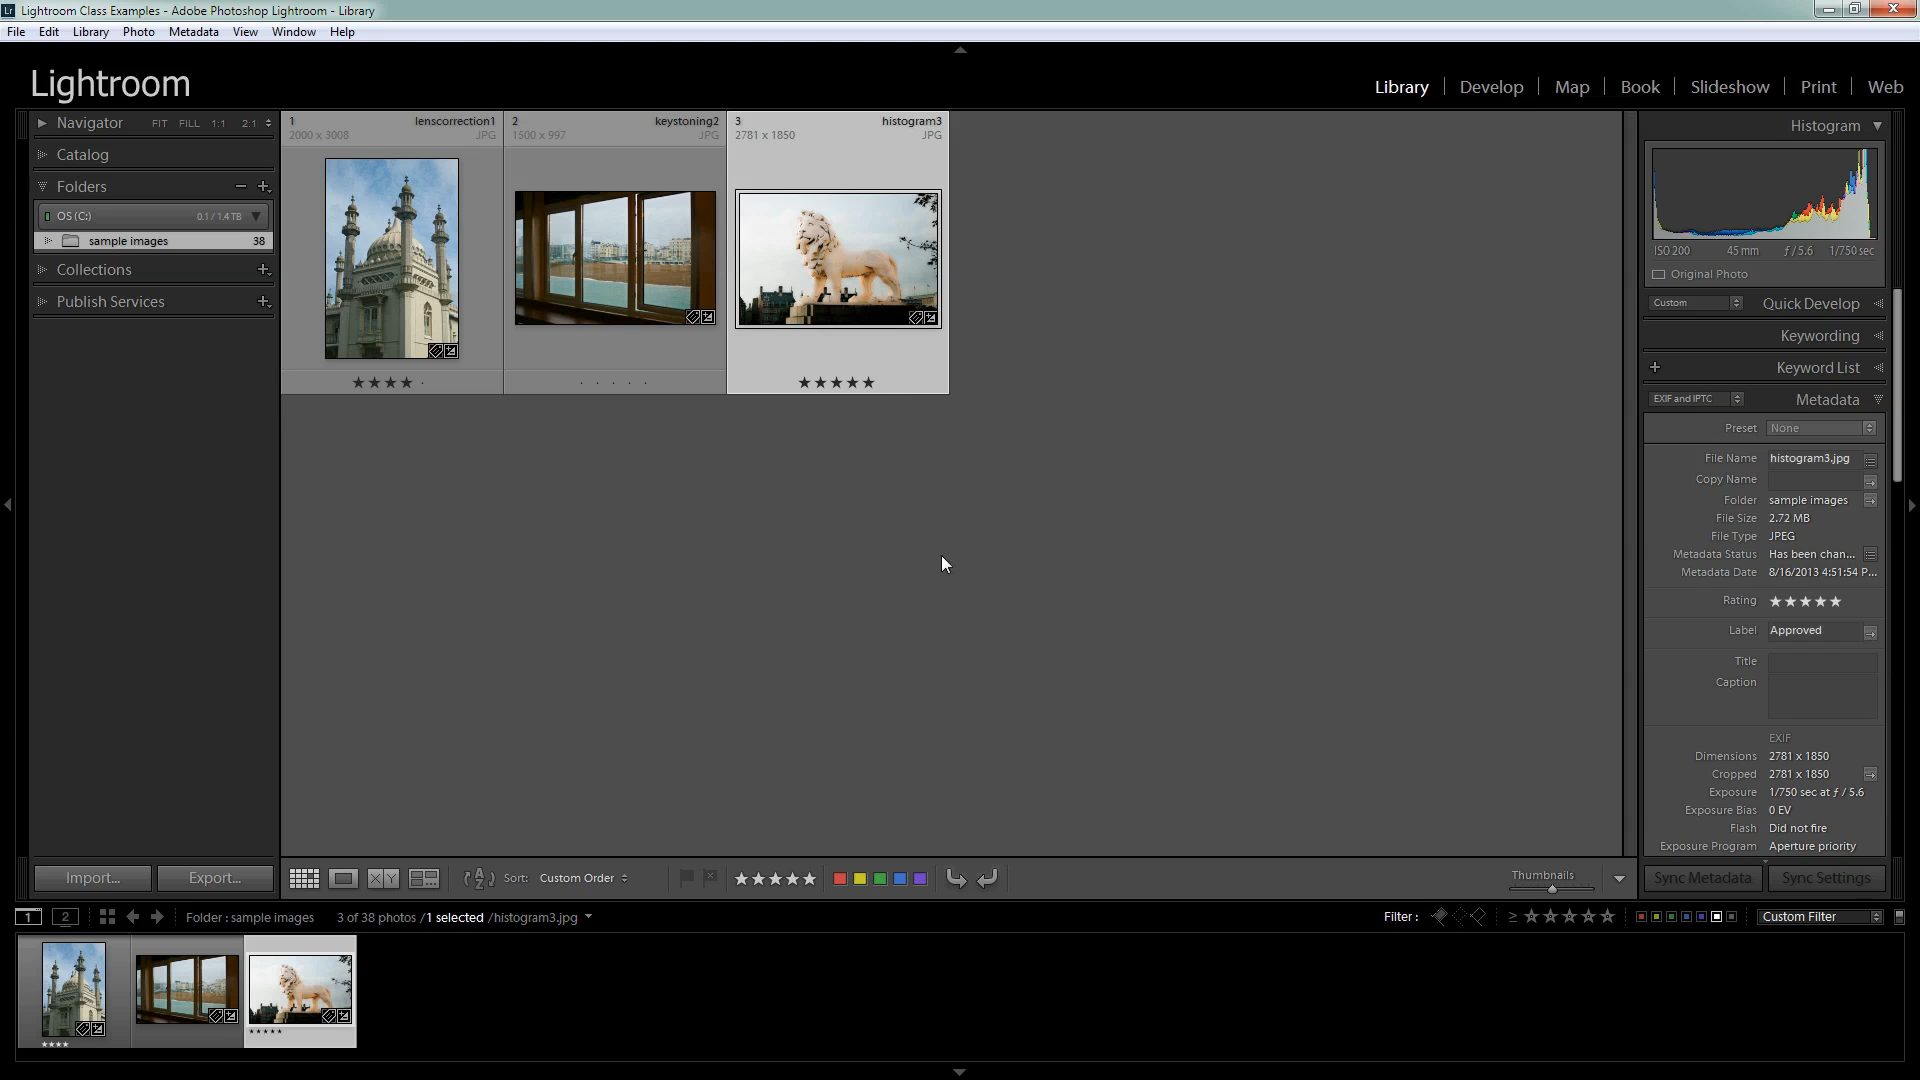 Lr Lightroom Class Examples - Adobe Photoshop Lightroom - Library
File Edit Library Photo Metadata View Window Help
Lightroom
Library Develop Map Book Slideshow Print Web
Navigator FIT FILL 1:1 2:1
Catalog
Folders
OS (C:) 0.1 / 1.4 TB
sample images 38
Collections
Publish Services
Import... Export...
1 lenscorrection1
2000 x 3008 JPG
2 keystoning2
1500 x 997 JPG
3 histogram3
2781 x 1850 JPG
Sort: Custom Order
Thumbnails
Histogram
ISO 200 45 mm ƒ / 5.6 1/750 sec
Original Photo
Custom Quick Develop
Keywording
Keyword List
EXIF and IPTC Metadata
Preset None
File Name histogram3.jpg
Copy Name
Folder sample images
File Size 2.72 MB
File Type JPEG
Metadata Status Has been chan...
Metadata Date 8/16/2013 4:51:54 P...
Rating ★★★★★
Label Approved
Title
Caption
EXIF
Dimensions 2781 x 1850
Cropped 2781 x 1850
Exposure 1/750 sec at ƒ / 5.6
Exposure Bias 0 EV
Flash Did not fire
Exposure Program Aperture priority
Sync Metadata Sync Settings
1 2 Folder : sample images 3 of 38 photos / 1 selected / histogram3.jpg
Filter : ≥ Custom Filter